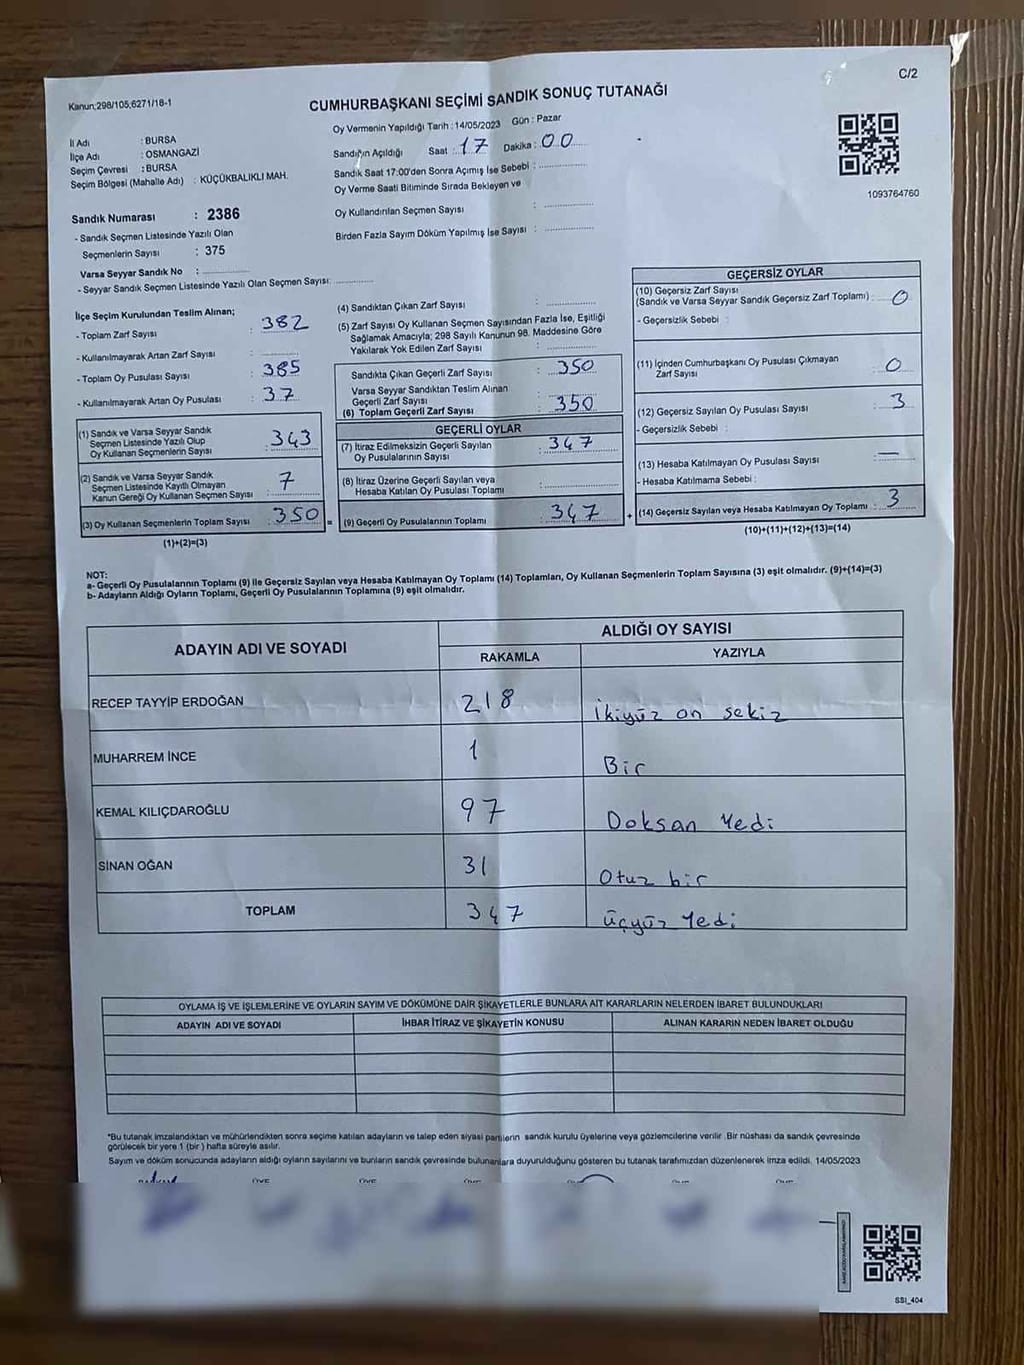 C/2
Kanun:298/105;6271/18-1
CUMHURBAŞKANI SEÇİMİ SANDIK SONUÇ TUTANAĞI
İl Adı : BURSA
İlçe Adı : OSMANGAZİ
Seçim Çevresi : BURSA
Seçim Bölgesi (Mahalle Adı) : KÜÇÜKBALIKLI MAH.
Oy Vermenin Yapıldığı Tarih : 14/05/2023 Gün : Pazar
Sandığın Açıldığı Saat : 17 Dakika : 00
Sandık Saat 17:00'den Sonra Açımış İse Sebebi :
Oy Verme Saati Bitiminde Sırada Bekleyen ve
Oy Kullandırılan Seçmen Sayısı :
Birden Fazla Sayım Döküm Yapılmış İse Sayısı :
1093764760
Sandık Numarası : 2386
- Sandık Seçmen Listesinde Yazılı Olan
Seçmenlerin Sayısı : 375
Varsa Seyyar Sandık No :
- Seyyar Sandık Seçmen Listesinde Yazılı Olan Seçmen Sayısı:
İlçe Seçim Kurulundan Teslim Alınan;
- Toplam Zarf Sayısı : 382
- Kullanılmayarak Artan Zarf Sayısı :
- Toplam Oy Pusulası Sayısı : 385
- Kullanılmayarak Artan Oy Pusulası : 37
(1) Sandık ve Varsa Seyyar Sandık
Seçmen Listesinde Yazılı Olup
Oy Kullanan Seçmenlerin Sayısı : 343
(2) Sandık ve Varsa Seyyar Sandık
Seçmen Listesinde Kayıtlı Olmayan
Kanun Gereği Oy Kullanan Seçmen Sayısı : 7
(3) Oy Kullanan Seçmenlerin Toplam Sayısı : 350 =
(1)+(2)=(3)
(4) Sandıktan Çıkan Zarf Sayısı :
(5) Zarf Sayısı Oy Kullanan Seçmen Sayısından Fazla İse, Eşitliği
Sağlamak Amacıyla; 298 Sayılı Kanunun 98. Maddesine Göre
Yakılarak Yok Edilen Zarf Sayısı :
Sandıkta Çıkan Geçerli Zarf Sayısı : 350
Varsa Seyyar Sandıktan Teslim Alınan
Geçerli Zarf Sayısı :
(6) Toplam Geçerli Zarf Sayısı : 350
GEÇERLİ OYLAR
(7) İtiraz Edilmeksizin Geçerli Sayılan
Oy Pusulalarının Sayısı : 347
(8) İtiraz Üzerine Geçerli Sayılan veya
Hesaba Katılan Oy Pusulası Toplamı :
(9) Geçerli Oy Pusulalarının Toplamı : 347 +
GEÇERSİZ OYLAR
(10) Geçersiz Zarf Sayısı
(Sandık ve Varsa Seyyar Sandık Geçersiz Zarf Toplamı) : 0
- Geçersizlik Sebebi :
(11) İçinden Cumhurbaşkanı Oy Pusulası Çıkmayan
Zarf Sayısı : 0
(12) Geçersiz Sayılan Oy Pusulası Sayısı : 3
- Geçersizlik Sebebi :
(13) Hesaba Katılmayan Oy Pusulası Sayısı : —
- Hesaba Katılmama Sebebi :
(14) Geçersiz Sayılan veya Hesaba Katılmayan Oy Toplamı : 3
(10)+(11)+(12)+(13)=(14)
NOT:
a- Geçerli Oy Pusulalarının Toplamı (9) ile Geçersiz Sayılan veya Hesaba Katılmayan Oy Toplamı (14) Toplamları, Oy Kullanan Seçmenlerin Toplam Sayısına (3) eşit olmalıdır. (9)+(14)=(3)
b- Adayların Aldığı Oyların Toplamı, Geçerli Oy Pusulalarının Toplamına (9) eşit olmalıdır.
ADAYIN ADI VE SOYADI
ALDIĞI OY SAYISI
RAKAMLA YAZIYLA
RECEP TAYYİP ERDOĞAN 218 ikiyüz on sekiz
MUHARREM İNCE 1 Bir
KEMAL KILIÇDAROĞLU 97 Doksan Yedi
SİNAN OĞAN 31 Otuz bir
TOPLAM 347 üçyüz Yedi
OYLAMA İŞ VE İŞLEMLERİNE VE OYLARIN SAYIM VE DÖKÜMÜNE DAİR ŞİKAYETLERLE BUNLARA AİT KARARLARIN NELERDEN İBARET BULUNDUKLARI
ADAYIN ADI VE SOYADI İHBAR İTİRAZ VE ŞİKAYETİN KONUSU ALINAN KARARIN NEDEN İBARET OLDUĞU
*Bu tutanak imzalandıktan ve mühürlendikten sonra seçime katılan adayların ve talep eden siyasi partilerin sandık kurulu üyelerine veya gözlemcilerine verilir .Bir nüshası da sandık çevresinde
görülecek bir yere 1 (bir ) hafta süreyle asılır.
Sayım ve döküm sonucunda adayların aldığı oyların sayılarını ve bunların sandık çevresinde bulunanlara duyurulduğunu gösteren bu tutanak tarafımızdan düzenlenerek imza edildi. 14/05/2023
SSI_404